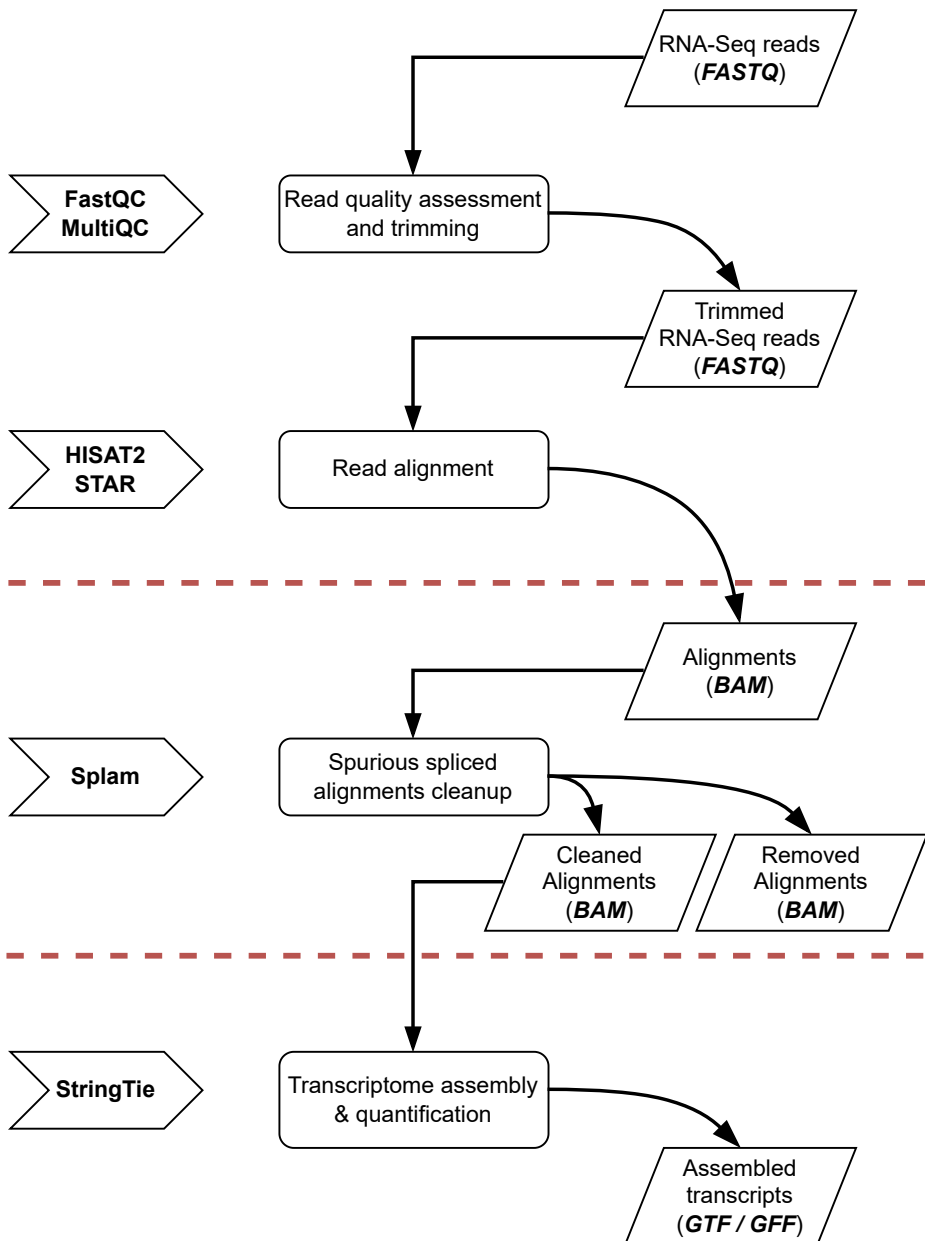 RNA-Seq reads
(FASTQ)
FastQC
MultiQC
Read quality assessment
and trimming
Trimmed
RNA-Seq reads
(FASTQ)
HISAT2
STAR
Read alignment
Alignments
(BAM)
Splam
Spurious spliced
alignments cleanup
Cleaned
Alignments
(BAM)
Removed
Alignments
(BAM)
StringTie
Transcriptome assembly
& quantification
Assembled
transcripts
(GTF / GFF)